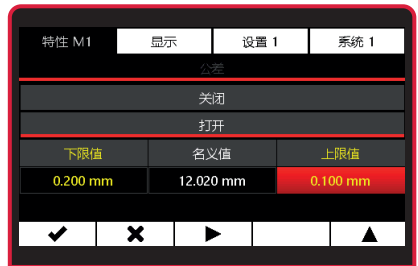 特性 M1 显示 设置 1 系统 1
公差
关闭
打开
下限值 名义值 上限值
0.200 mm 12.020 mm 0.100 mm